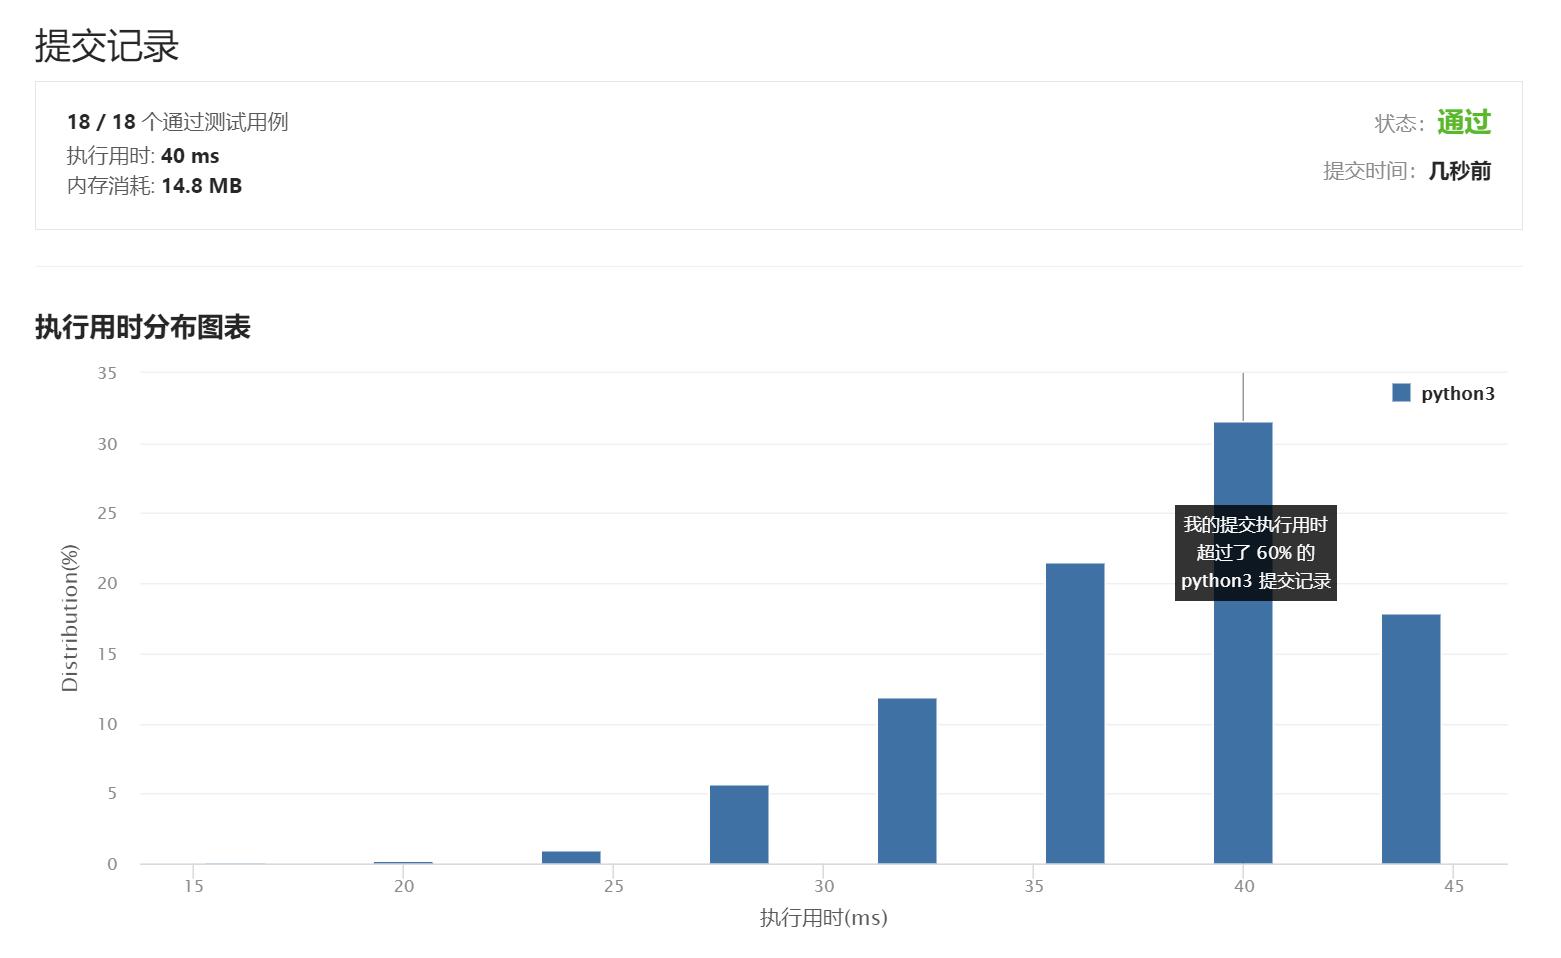 提交记录
18 / 18 个通过测试用例
状态：通过
执行用时: 40 ms
提交时间：几秒前
内存消耗: 14.8 MB
执行用时分布图表
35
python3
30
25
我的提交执行用时
超过了 60% 的
python3 提交记录
20
15
10
5
0
Distribution(%)
15 20 25 30 35 40 45
执行用时(ms)